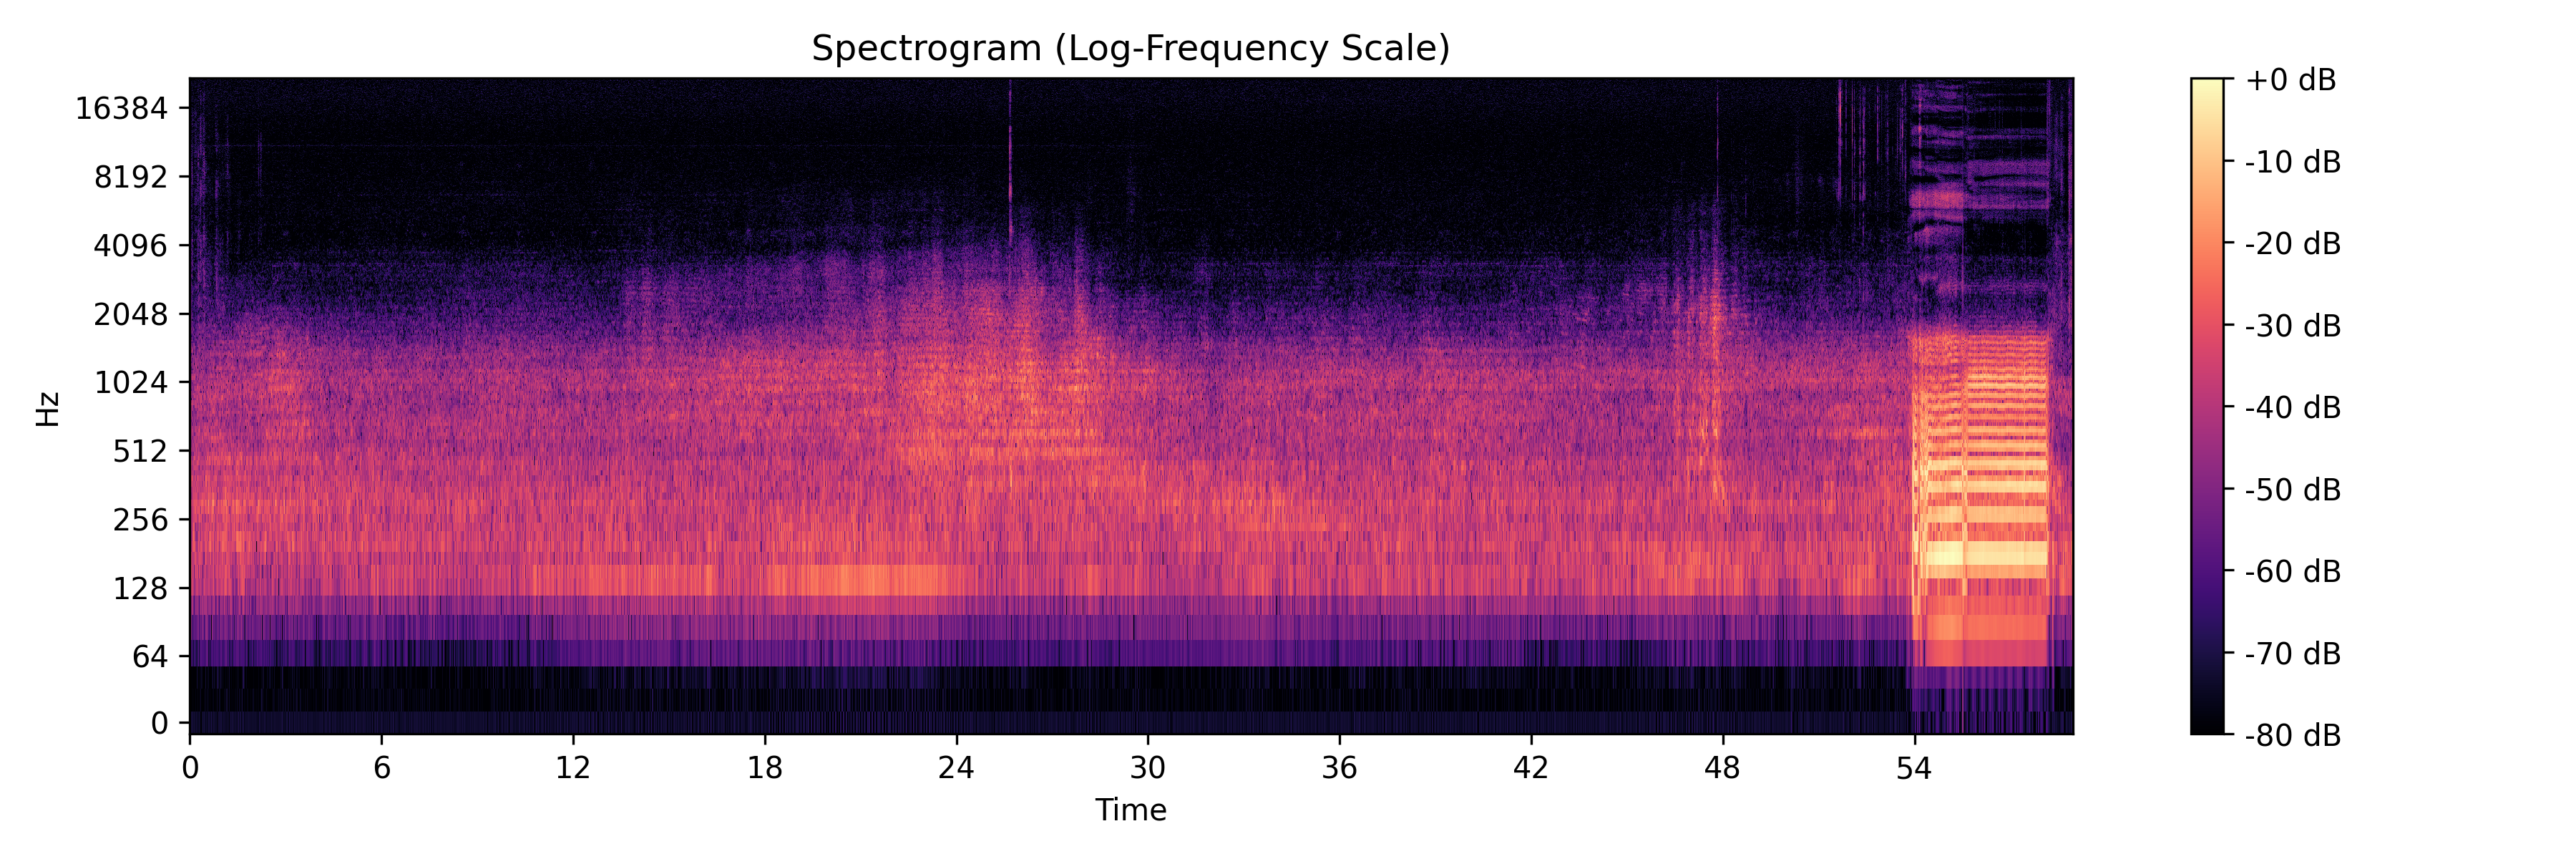 Spectrogram (Log-Frequency Scale)
16384
8192
4096
2048
1024
512
256
128
64
0
Hz
0 6 12 18 24 30 36 42 48 54
Time
+0 dB
-10 dB
-20 dB
-30 dB
-40 dB
-50 dB
-60 dB
-70 dB
-80 dB